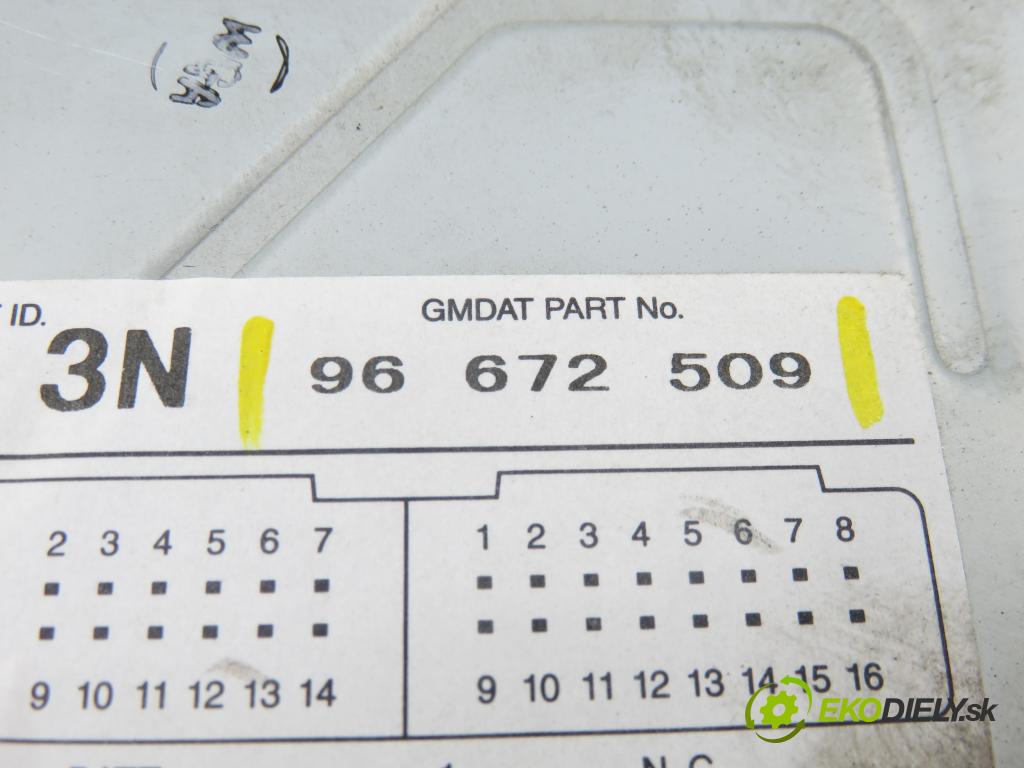 T ID.
GMDAT PART No.
3N 96 672 509
2 3 4 5 6 7
1 2 3 4 5 6 7 8
9 10 11 12 13 14
9 10 11 12 13 14 15 16
N.C
EKODIELY.sk